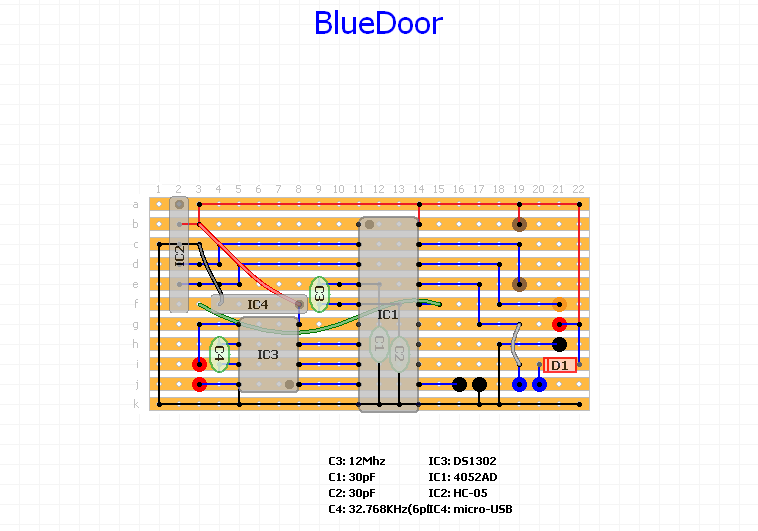 BlueDoor
1 2 3 4 5 6 7 8 9 10 11 12 13 14 15 16 17 18 19 20 21 22
a
b
c
IC2
d
e
C3
f
IC4
IC1
g
h
C4
IC3
C1
C2
i
D1
j
k
C3: 12Mhz IC3: DS1302
C1: 30pF IC1: 4052AD
C2: 30pF IC2: HC-05
C4: 32.768KHz(6pI IC4: micro-USB